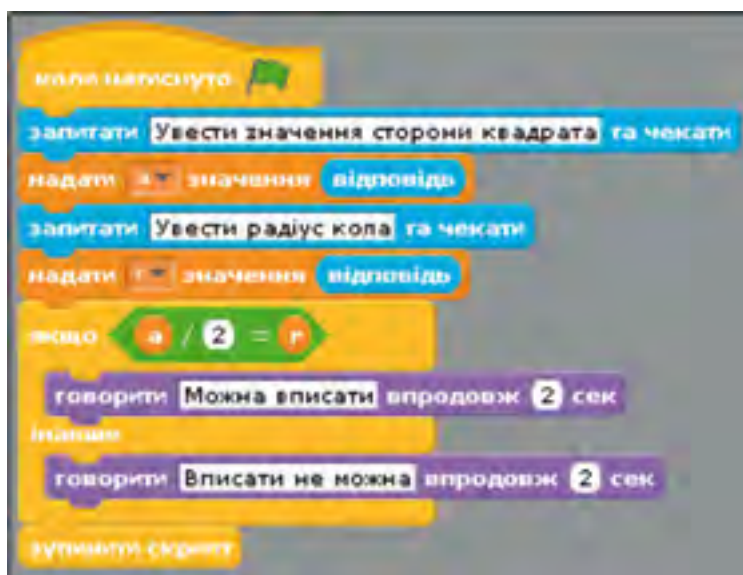 коли натиснуто
запитати Увести значення сторони квадрата та чекати
надати a значення відповідь
запитати Увести радіус кола та чекати
надати r значення відповідь
якщо a / 2 = r
говорити Можна вписати впродовж 2 сек
інакше
говорити Вписати не можна впродовж 2 сек
зупинити скрипт